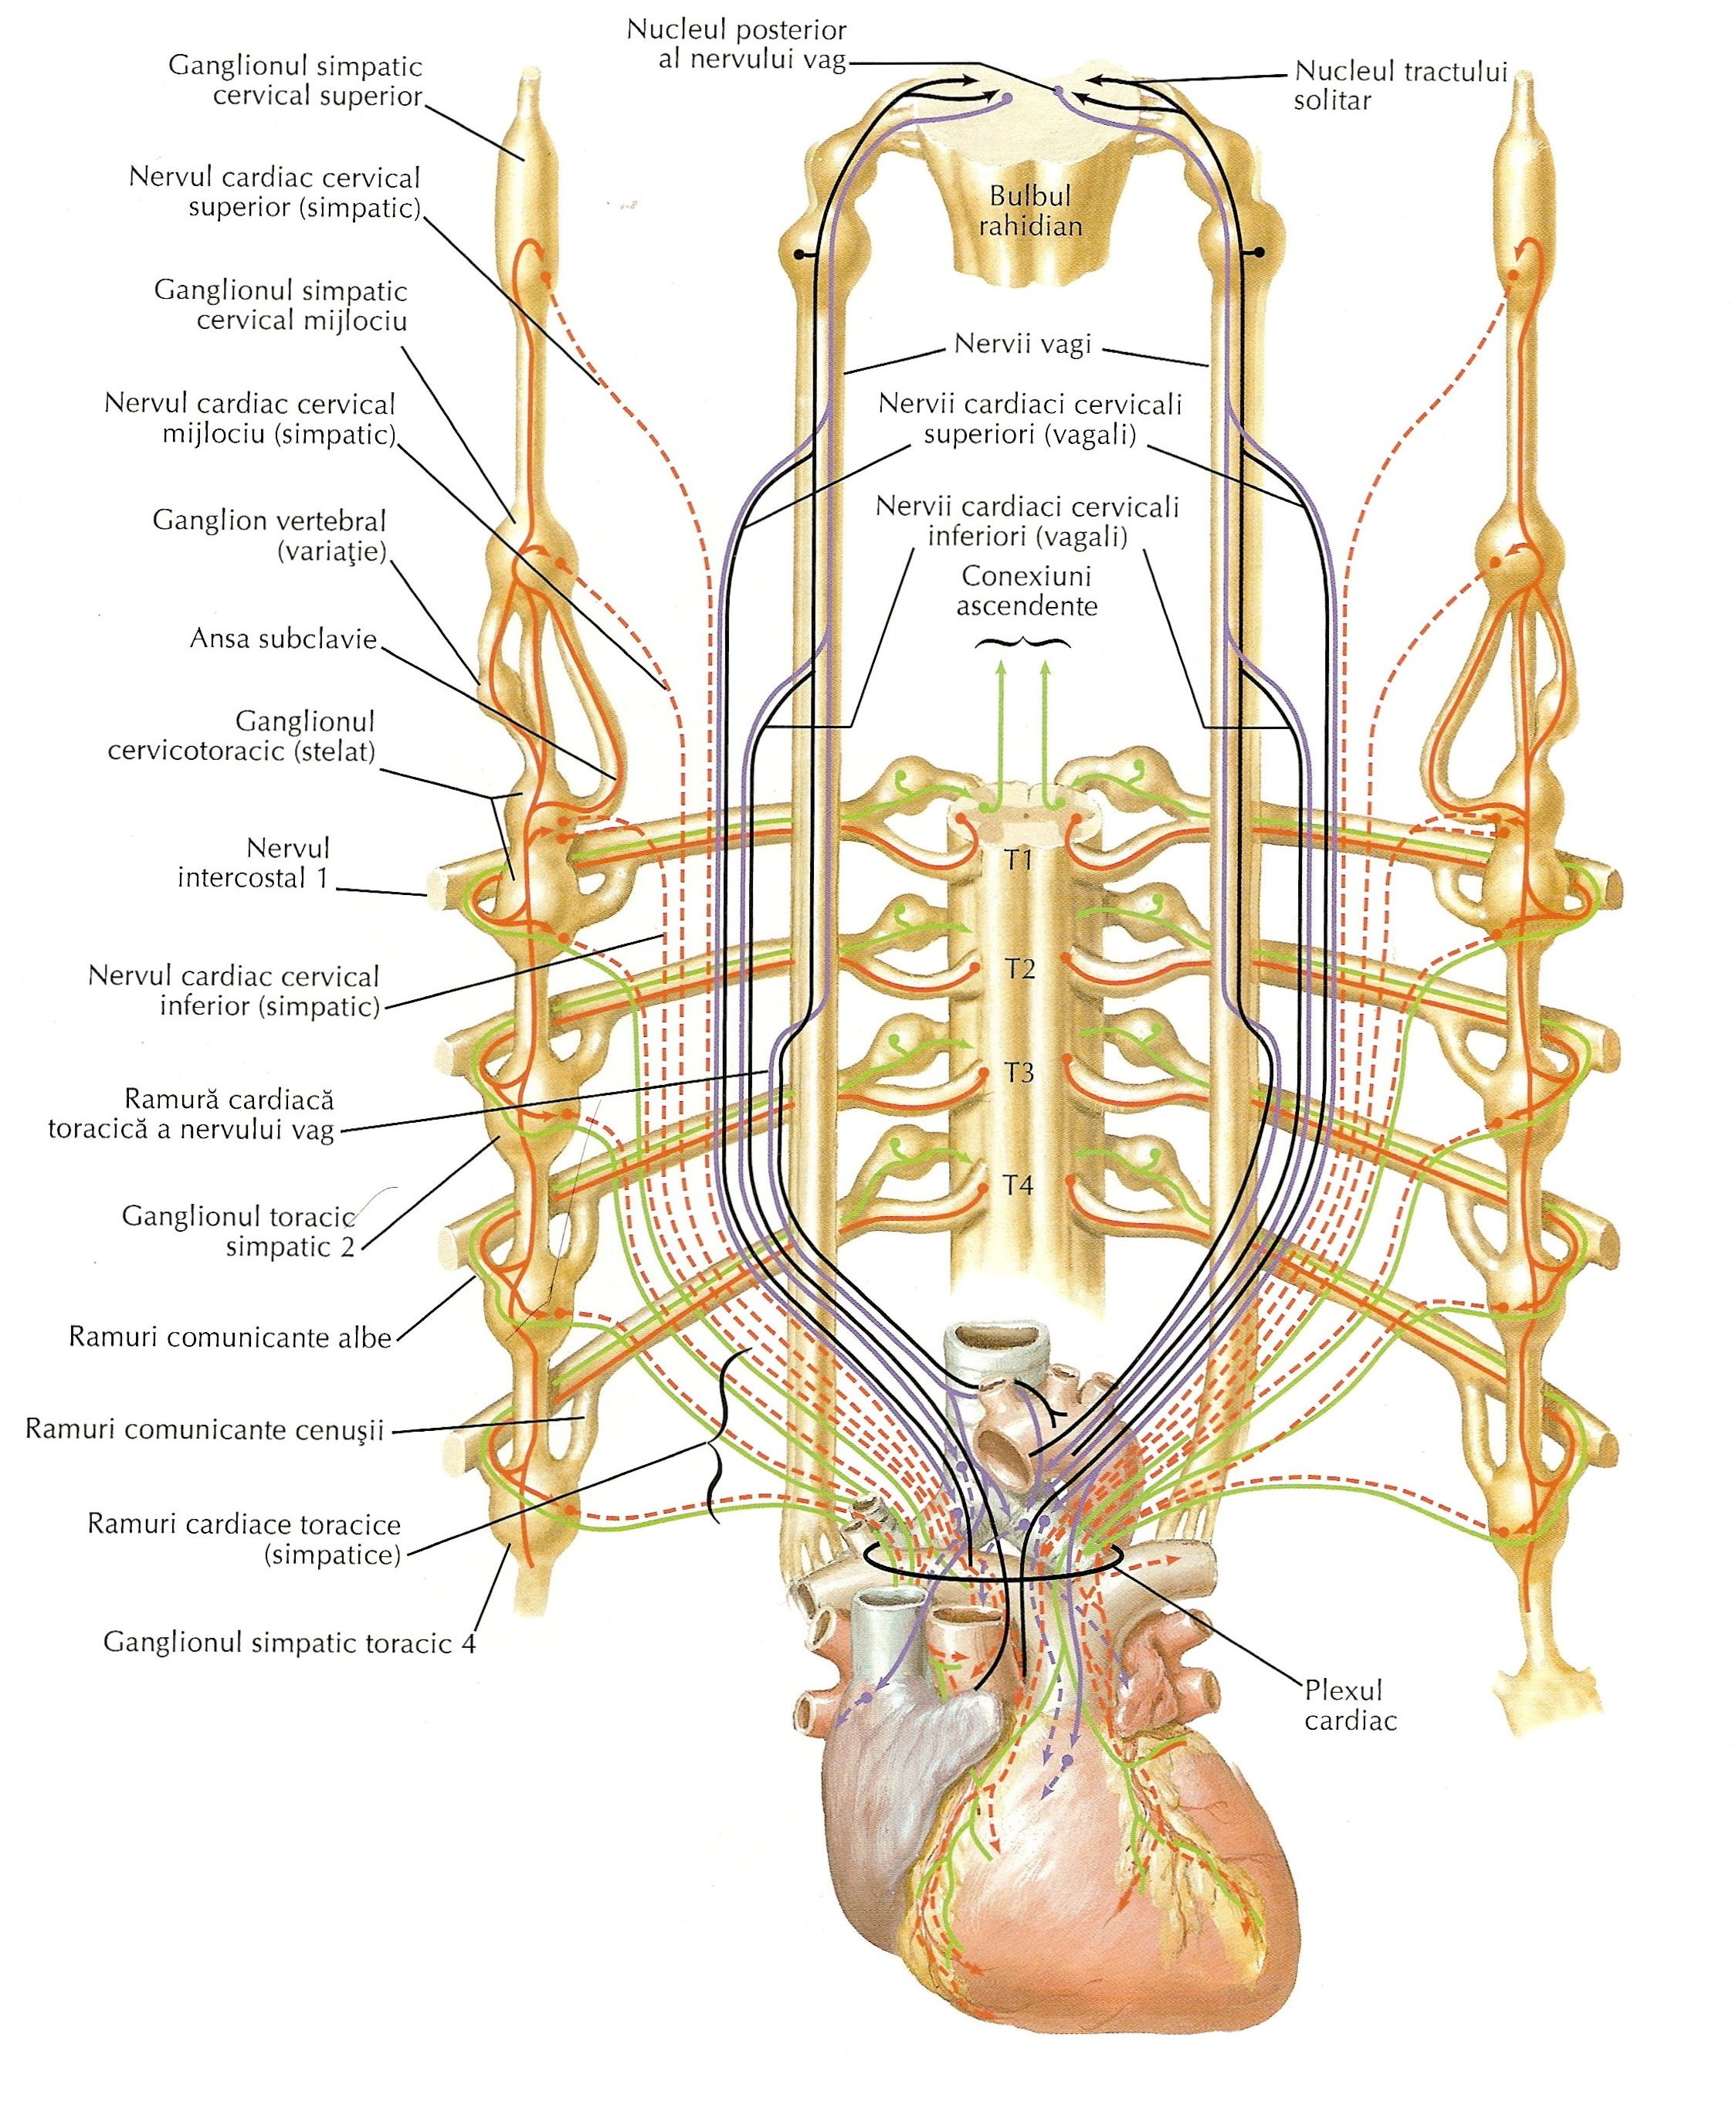 Nucleul posterior
al nervului vag
Nucleul tractului
solitar
Ganglionul simpatic
cervical superior
Nervul cardiac cervical
superior (simpatic)
Ganglionul simpatic
cervical mijlociu
Nervul cardiac cervical
mijlociu (simpatic)
Ganglion vertebral
(variaţie)
Ansa subclavie
Ganglionul
cervicotoracic (stelat)
Nervul
intercostal 1
Nervul cardiac cervical
inferior (simpatic)
Ramură cardiacă
toracică a nervului vag
Ganglionul toracic
simpatic 2
Ramuri comunicante albe
Ramuri comunicante cenuşii
Ramuri cardiace toracice
(simpatice)
Ganglionul simpatic toracic 4
Bulbul
rahidian
Nervii vagi
Nervii cardiaci cervicali
superiori (vagali)
Nervii cardiaci cervicali
inferiori (vagali)
Conexiuni
ascendente
T1
T2
T3
T4
Plexul
cardiac